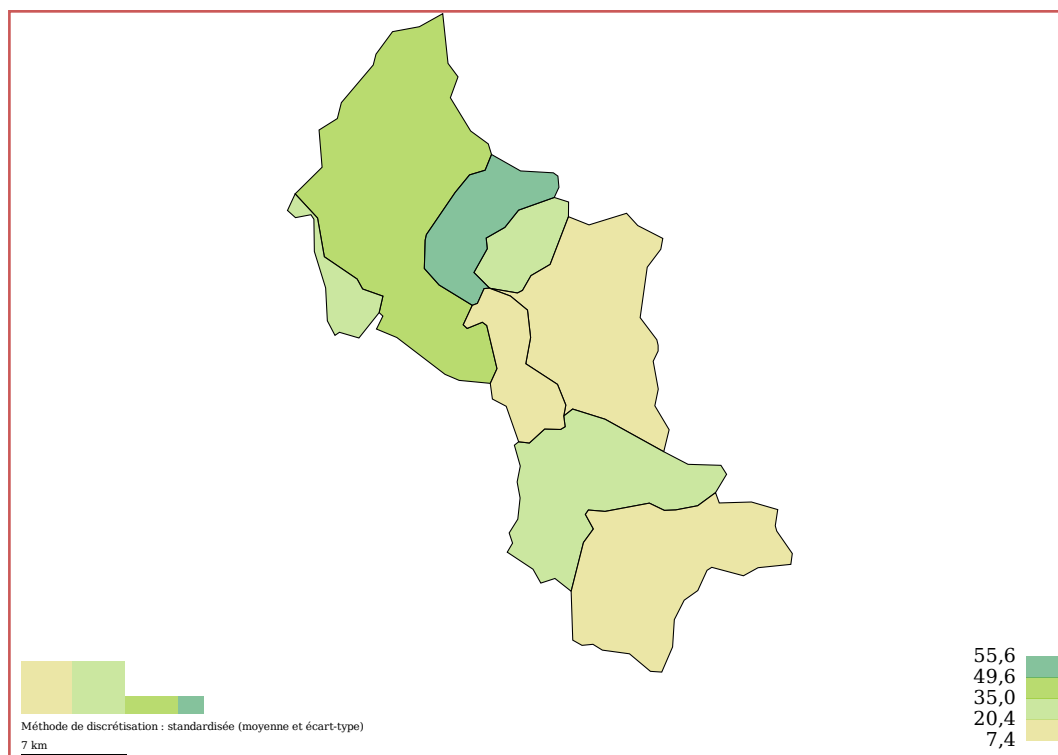 55,6
49,6
35,0
20,4
7,4
Méthode de discrétisation : standardisée (moyenne et écart-type)
7 km